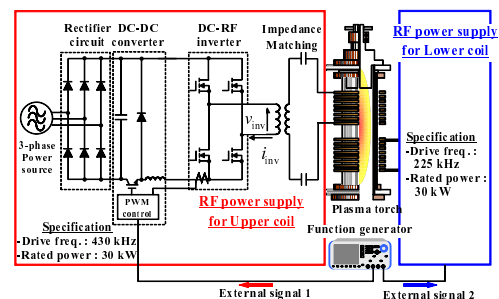 Rectifier
circuit
DC-DC
converter
DC-RF
inverter
Impedance
Matching
RF power supply
for Lower coil
3-phase
Power
source
v inv
i inv
PWM
control
Specification
-Drive freq. : 430 kHz
-Rated power : 30 kW
RF power supply
for Upper coil
Specification
-Drive freq. :
225 kHz
-Rated power :
30 kW
Plasma torch
Function generator
External signal 1
External signal 2